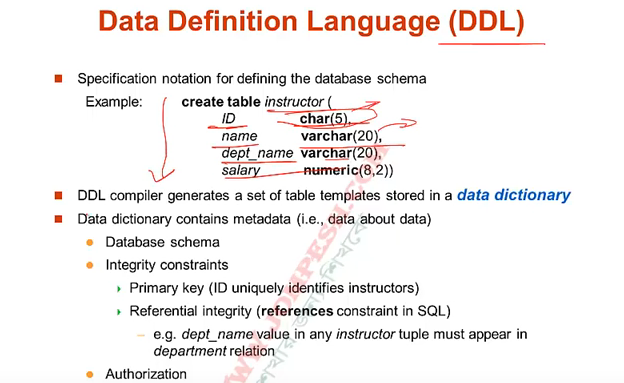 Data Definition Language (DDL)
Specification notation for defining the database schema
Example: create table instructor (
ID char(5),
name varchar(20),
dept_name varchar(20),
salary numeric(8,2))
DDL compiler generates a set of table templates stored in a data dictionary
Data dictionary contains metadata (i.e., data about data)
Database schema
Integrity constraints
Primary key (ID uniquely identifies instructors)
Referential integrity (references constraint in SQL)
e.g. dept_name value in any instructor tuple must appear in
department relation
Authorization